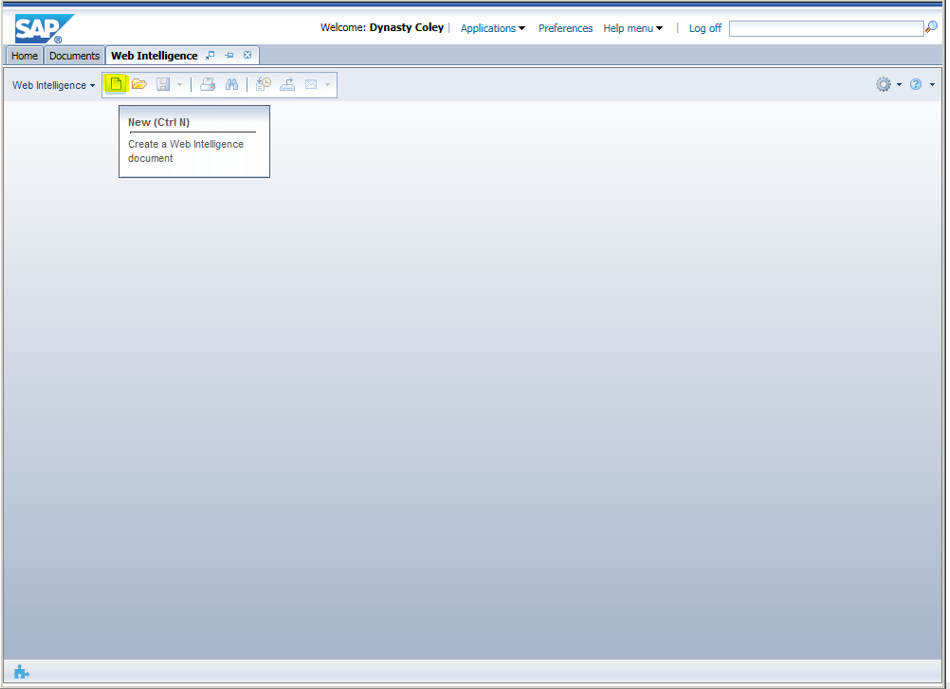 SAP®
Welcome: Dynasty Coley | Applications Preferences Help menu | Log off
Home Documents Web Intelligence
Web Intelligence
New (Ctrl N)
Create a Web Intelligence
document